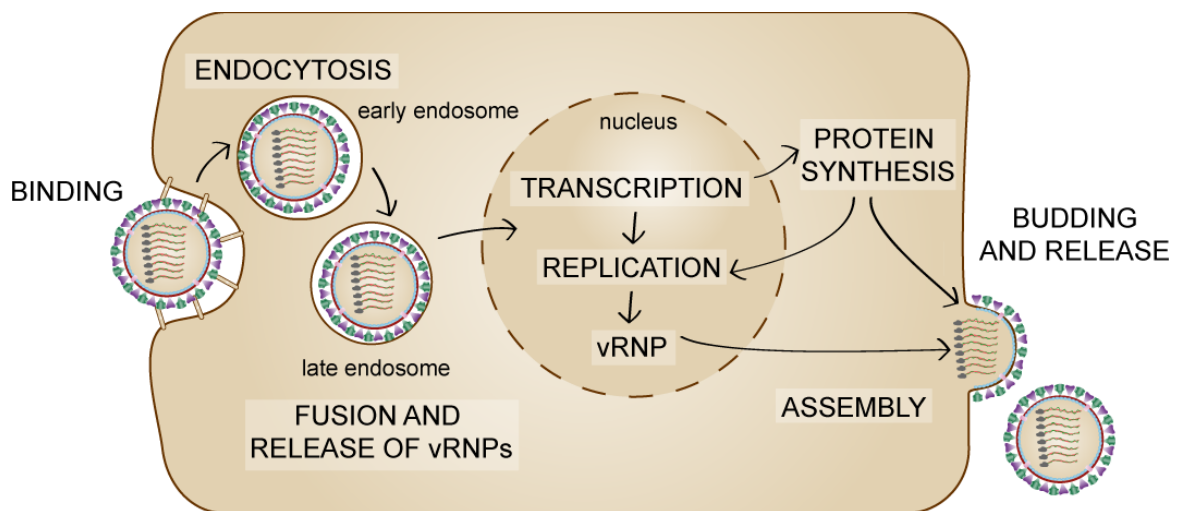 ENDOCYTOSIS
early endosome
BINDING
late endosome
FUSION AND
RELEASE OF vRNPs
nucleus
TRANSCRIPTION
REPLICATION
vRNP
PROTEIN
SYNTHESIS
ASSEMBLY
BUDDING
AND RELEASE